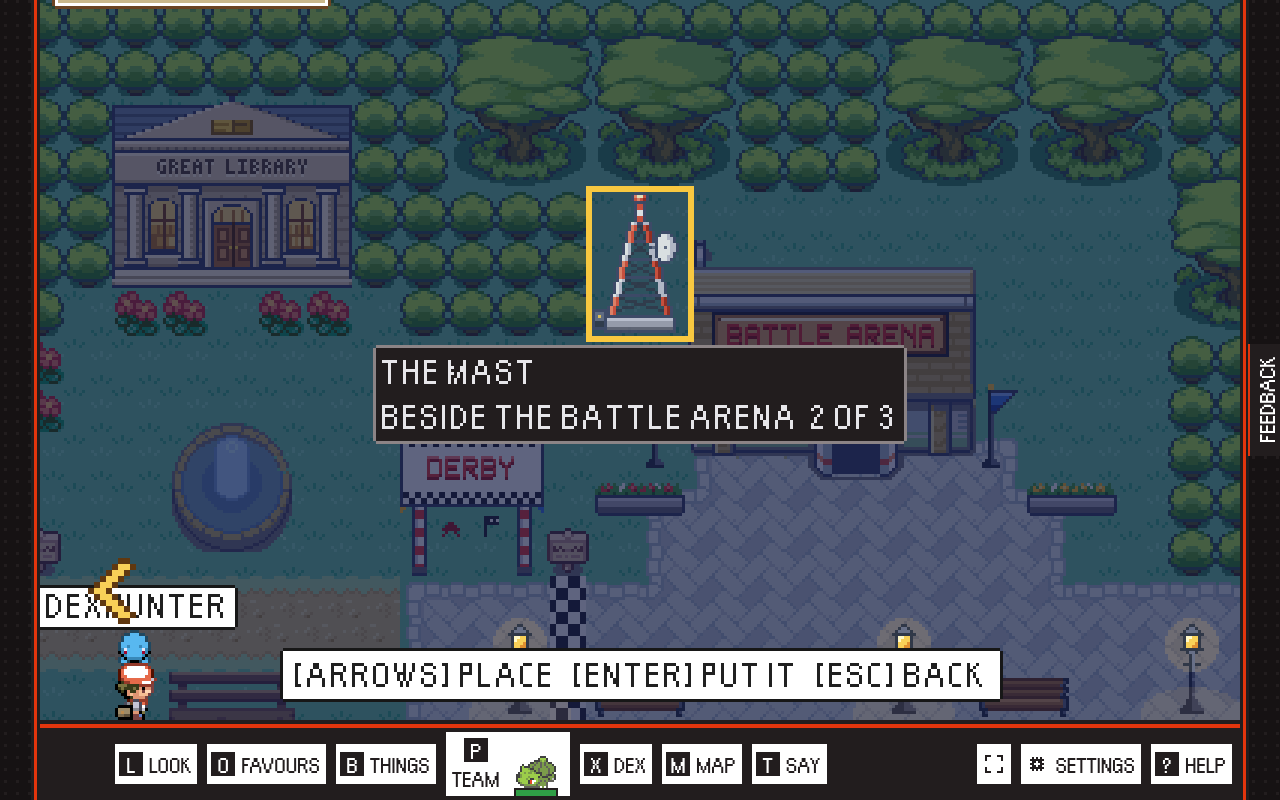 GREAT LIBRARY
BATTLE ARENA
THE MAST
BESIDE THE BATTLE ARENA 2 OF 3
FEEDBACK
DERBY
[ARROWS] PLACE [ENTER] PUT IT [ESC] BACK
L LOOK
O FAVOURS
B THINGS
P TEAM
X DEX
M MAP
T SAY
SETTINGS
? HELP